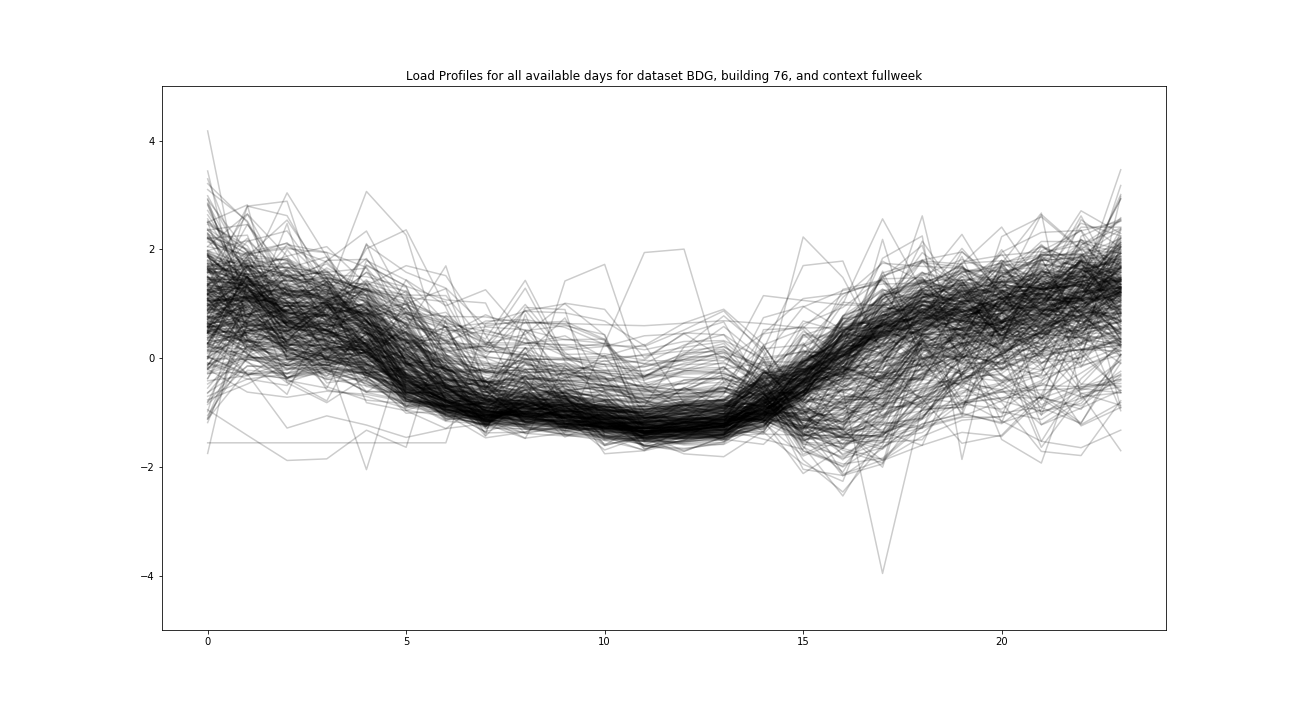 Load Profiles for all available days for dataset BDG, building 76, and context fullweek
4
2
0
−2
−4
0 5 10 15 20